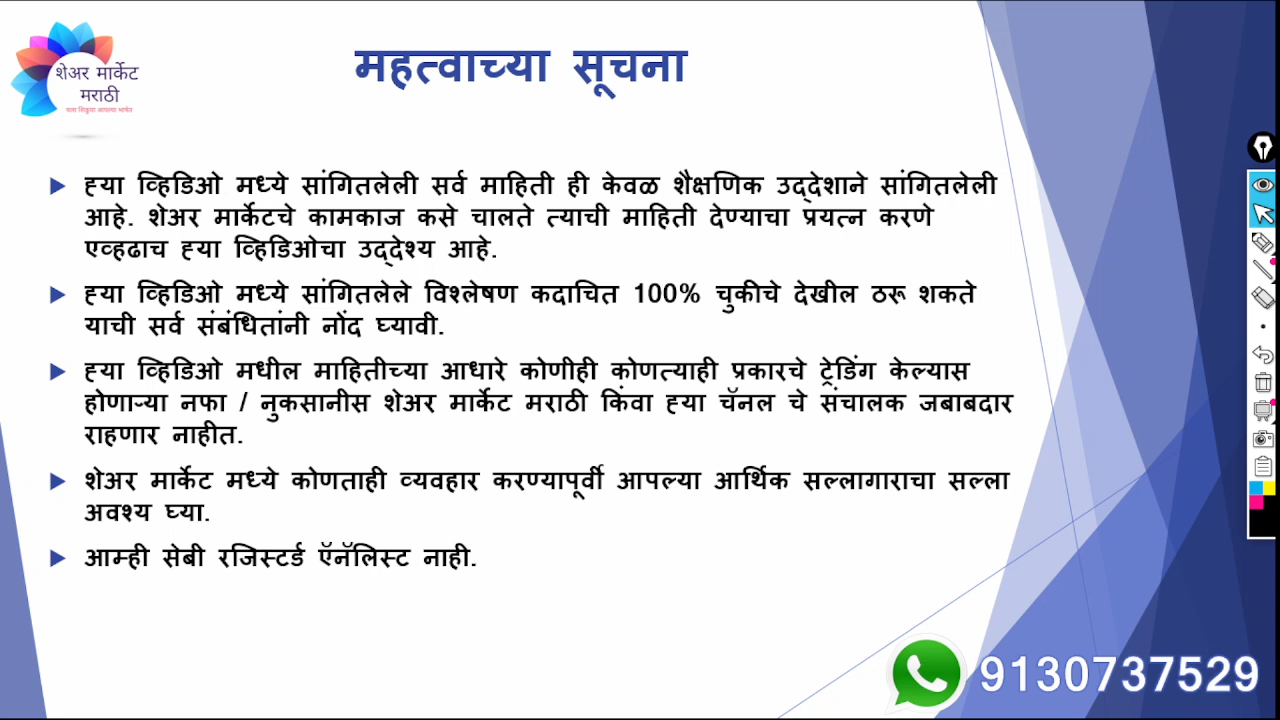 शेअर मार्केट
मराठी
चला शिकुया आपल्या भाषेत
महत्वाच्या सूचना
ह्या व्हिडिओ मध्ये सांगितलेली सर्व माहिती ही केवळ शैक्षणिक उद्देशाने सांगितलेली
आहे. शेअर मार्केटचे कामकाज कसे चालते त्याची माहिती देण्याचा प्रयत्न करणे
एव्हढाच ह्या व्हिडिओचा उद्देश्य आहे.
ह्या व्हिडिओ मध्ये सांगितलेले विश्लेषण कदाचित 100% चुकीचे देखील ठरू शकते
याची सर्व संबंधितांनी नोंद घ्यावी.
ह्या व्हिडिओ मधील माहितीच्या आधारे कोणीही कोणत्याही प्रकारचे ट्रेडिंग केल्यास
होणाऱ्या नफा / नुकसानीस शेअर मार्केट मराठी किंवा ह्या चॅनल चे संचालक जबाबदार
राहणार नाहीत.
शेअर मार्केट मध्ये कोणताही व्यवहार करण्यापूर्वी आपल्या आर्थिक सल्लागाराचा सल्ला
अवश्य घ्या.
आम्ही सेबी रजिस्टर्ड ऍनॅलिस्ट नाही.
9130737529